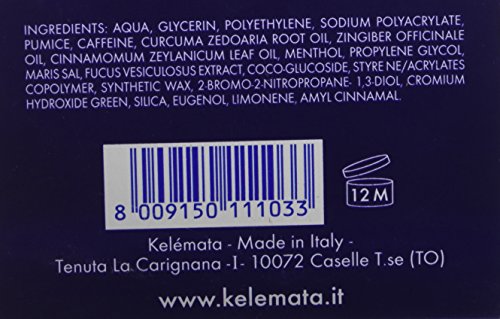 INGREDIENTS: AQUA, GLYCERIN, POLYETHYLENE, SODIUM POLYACRYLATE,
PUMICE, CAFFEINE, CURCUMA ZEDOARIA ROOT OIL, ZINGIBER OFFICINALE
OIL, CINNAMOMUM ZEYLANICUM LEAF OIL, MENTHOL, PROPYLENE GLYCOL,
MARIS SAL, FUCUS VESICULOSUS EXTRACT, COCO-GLUCOSIDE, STYRE NE/ACRYLATES
COPOLYMER, SYNTHETIC WAX, 2-BROMO-2-NITROPROPANE- 1,3-DIOL, CROMIUM
HYDROXIDE GREEN, SILICA, EUGENOL, LIMONENE, AMYL CINNAMAL.
8 009150 111033
12 M
Kelémata - Made in Italy -
Tenuta La Carignana -I- 10072 Caselle T.se (TO)
www.kelemata.it